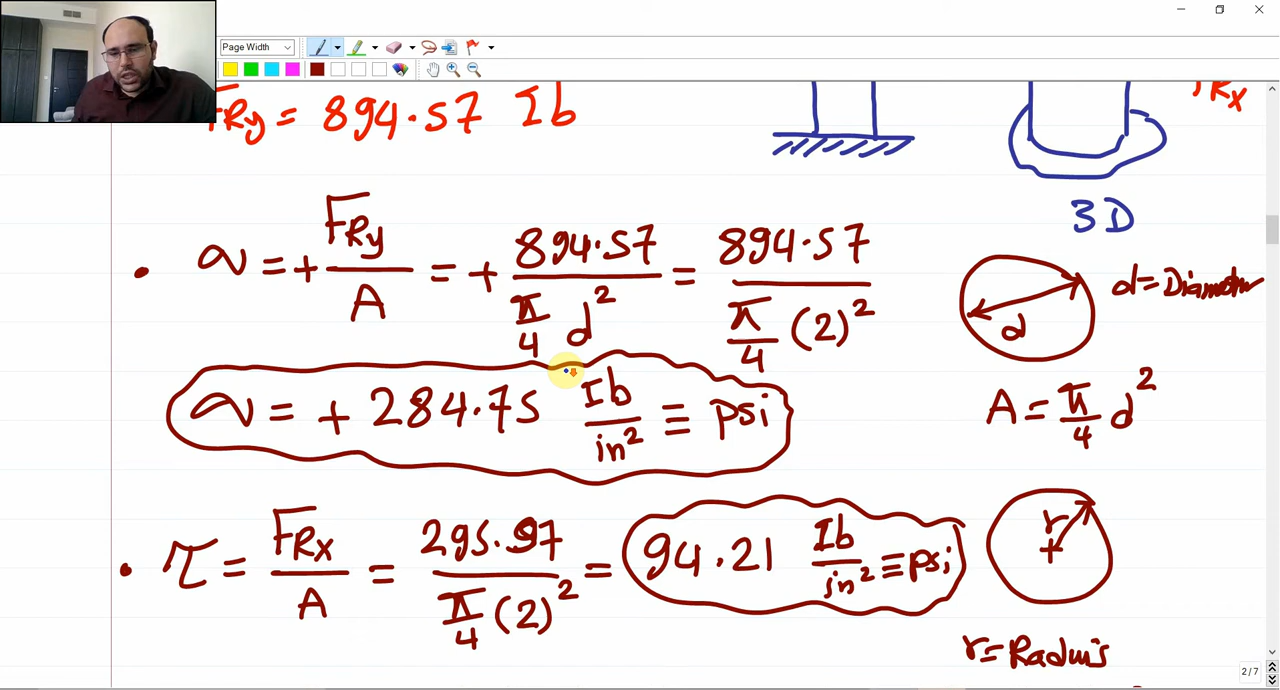 Page Width
FRy = 894.57 Ib
FRx
3D
• σ = + FRy / A = + 894.57 / (π/4 d²) = 894.57 / (π/4 (2)²)
d = Diameter
d
σ = + 284.75 Ib/in² ≡ psi
A = π/4 d²
• τ = FRx / A = 295.97 / (π/4 (2)²) = 94.21 Ib/in² ≡ psi
r
r = Radius
2/7